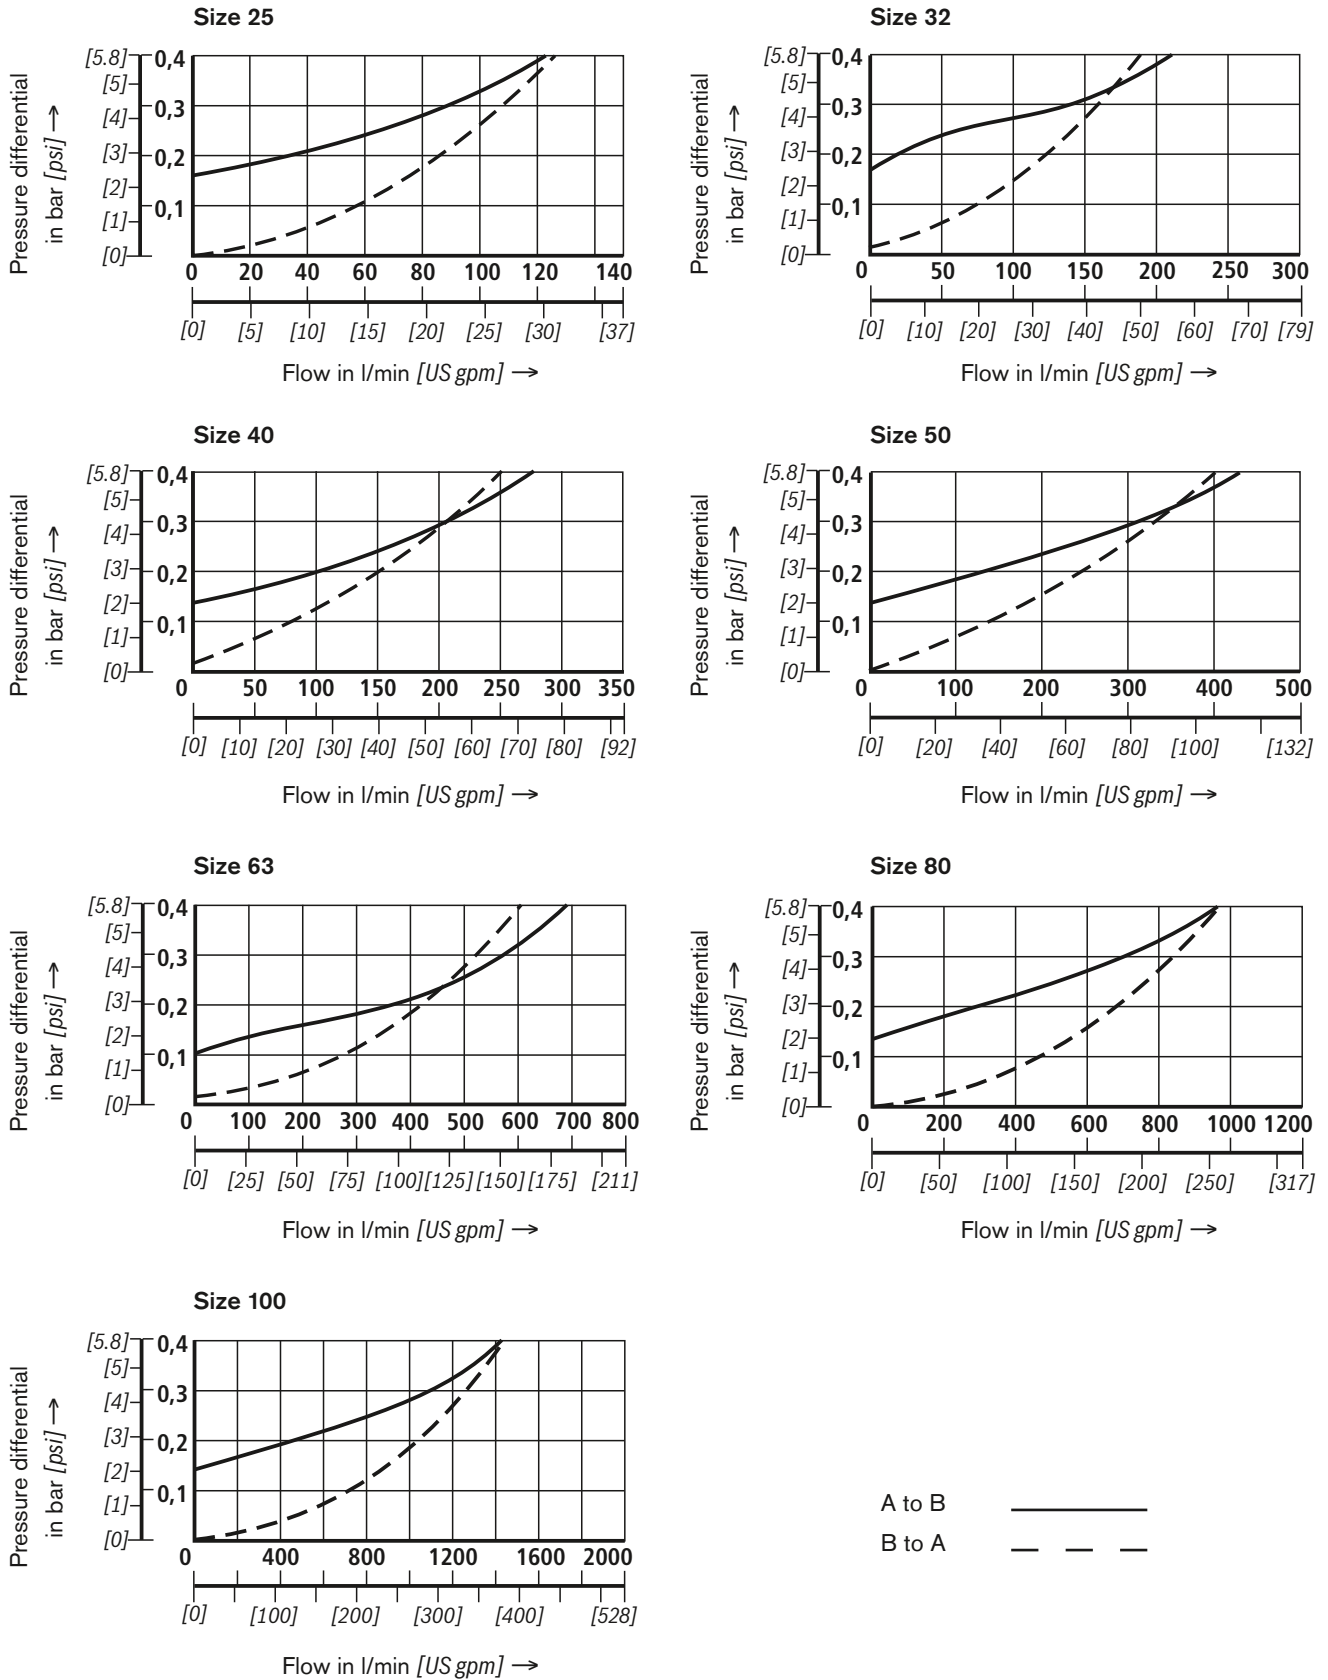 Size 25
Pressure differential
in bar [psi]
[5.8] 0,4
[5]
[4] 0,3
[3] 0,2
[2]
[1] 0,1
[0]
0 20 40 60 80 100 120 140
[0] [5] [10] [15] [20] [25] [30] [37]
Flow in l/min [US gpm]
Size 32
Pressure differential
in bar [psi]
[5.8] 0,4
[5]
[4] 0,3
[3] 0,2
[2]
[1] 0,1
[0]
0 50 100 150 200 250 300
[0] [10] [20] [30] [40] [50] [60] [70] [79]
Flow in l/min [US gpm]
Size 40
Pressure differential
in bar [psi]
[5.8] 0,4
[5]
[4] 0,3
[3] 0,2
[2]
[1] 0,1
[0]
0 50 100 150 200 250 300 350
[0] [10] [20] [30] [40] [50] [60] [70] [80] [92]
Flow in l/min [US gpm]
Size 50
Pressure differential
in bar [psi]
[5.8] 0,4
[5]
[4] 0,3
[3] 0,2
[2]
[1] 0,1
[0]
0 100 200 300 400 500
[0] [20] [40] [60] [80] [100] [132]
Flow in l/min [US gpm]
Size 63
Pressure differential
in bar [psi]
[5.8] 0,4
[5]
[4] 0,3
[3] 0,2
[2]
[1] 0,1
[0]
0 100 200 300 400 500 600 700 800
[0] [25] [50] [75] [100] [125] [150] [175] [211]
Flow in l/min [US gpm]
Size 80
Pressure differential
in bar [psi]
[5.8] 0,4
[5]
[4] 0,3
[3] 0,2
[2]
[1] 0,1
[0]
0 200 400 600 800 1000 1200
[0] [50] [100] [150] [200] [250] [317]
Flow in l/min [US gpm]
Size 100
Pressure differential
in bar [psi]
[5.8] 0,4
[5]
[4] 0,3
[3] 0,2
[2]
[1] 0,1
[0]
0 400 800 1200 1600 2000
[0] [100] [200] [300] [400] [528]
Flow in l/min [US gpm]
A to B
B to A